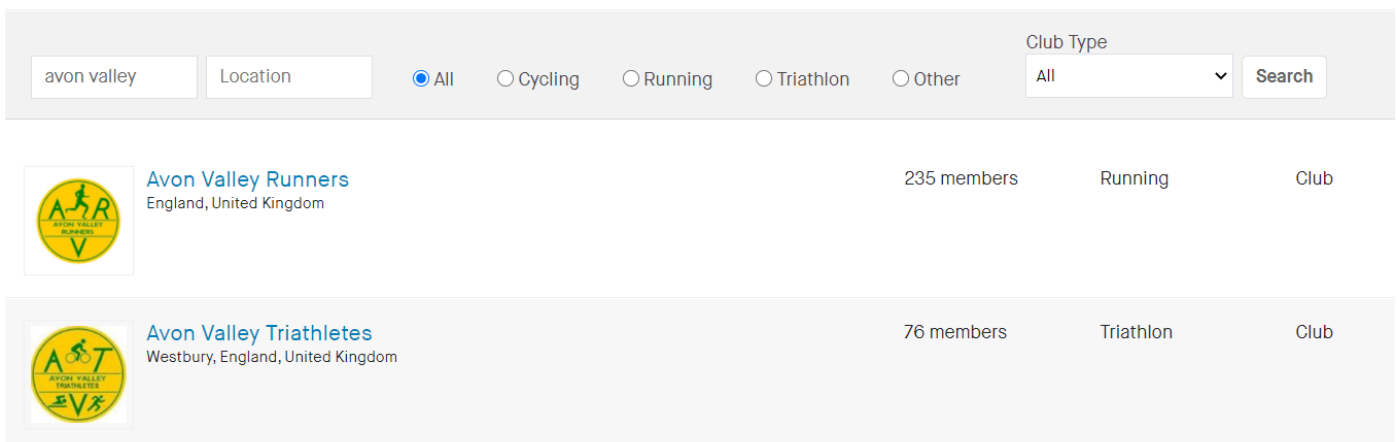 Club Type
avon valley Location All Cycling Running Triathlon Other All Search
Avon Valley Runners 235 members Running Club
England, United Kingdom
A R
AVON VALLEY
RUNNERS
V
Avon Valley Triathletes 76 members Triathlon Club
Westbury, England, United Kingdom
A T
AVON VALLEY
TRIATHLETES
V